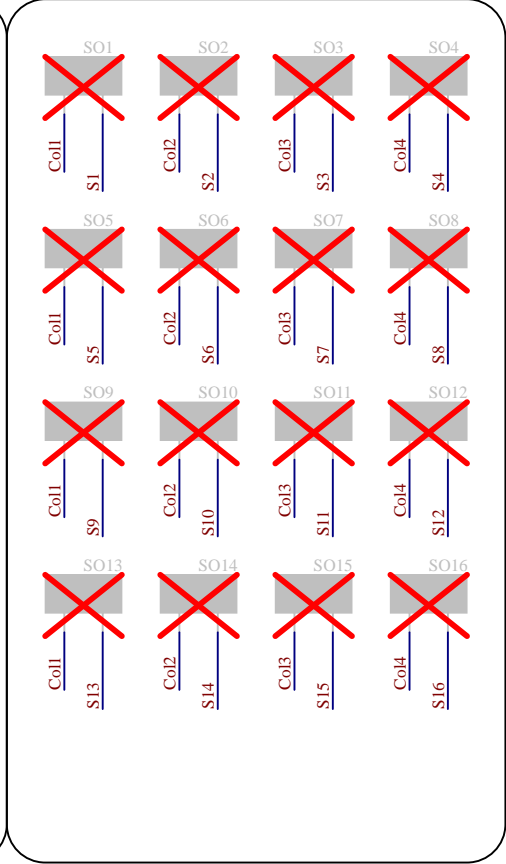 SO1 SO2 SO3 SO4
Col1 S1 Col2 S2 Col3 S3 Col4 S4
SO5 SO6 SO7 SO8
Col1 S5 Col2 S6 Col3 S7 Col4 S8
SO9 SO10 SO11 SO12
Col1 S9 Col2 S10 Col3 S11 Col4 S12
SO13 SO14 SO15 SO16
Col1 S13 Col2 S14 Col3 S15 Col4 S16